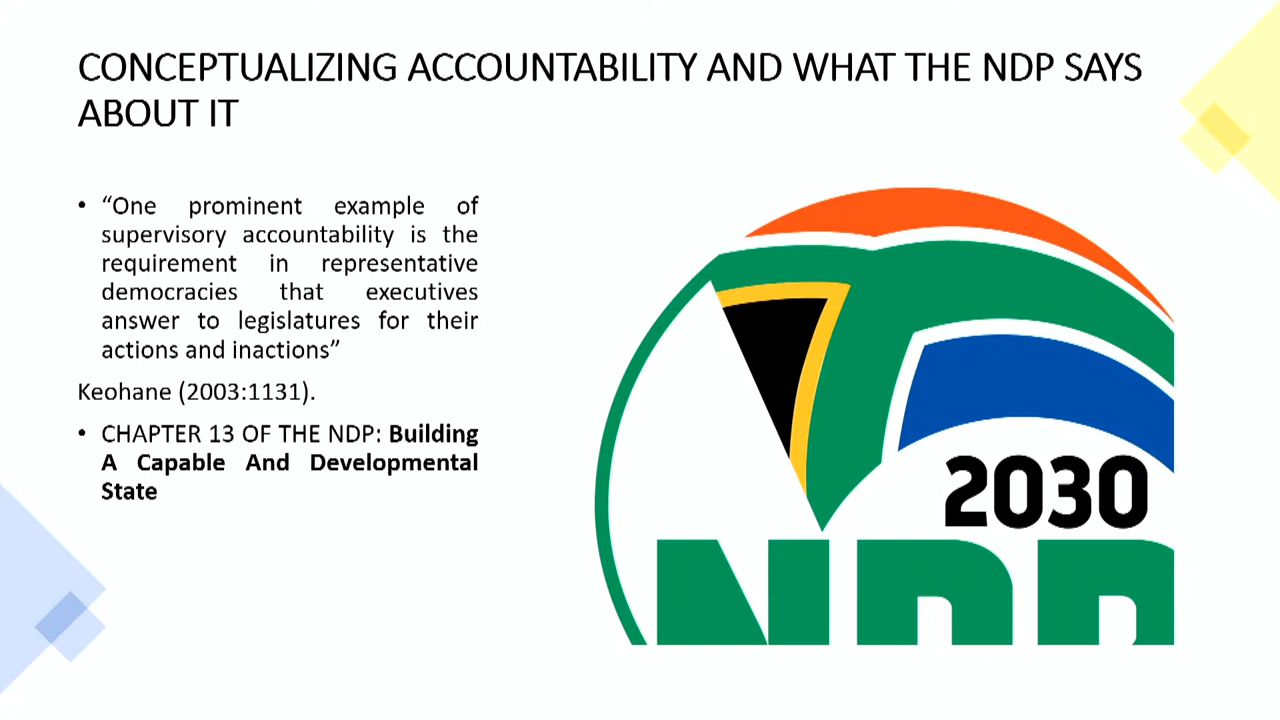 CONCEPTUALIZING ACCOUNTABILITY AND WHAT THE NDP SAYS
ABOUT IT
• “One prominent example of
supervisory accountability is the
requirement in representative
democracies that executives
answer to legislatures for their
actions and inactions”
Keohane (2003:1131).
• CHAPTER 13 OF THE NDP: Building
A Capable And Developmental
State
2030
NDP